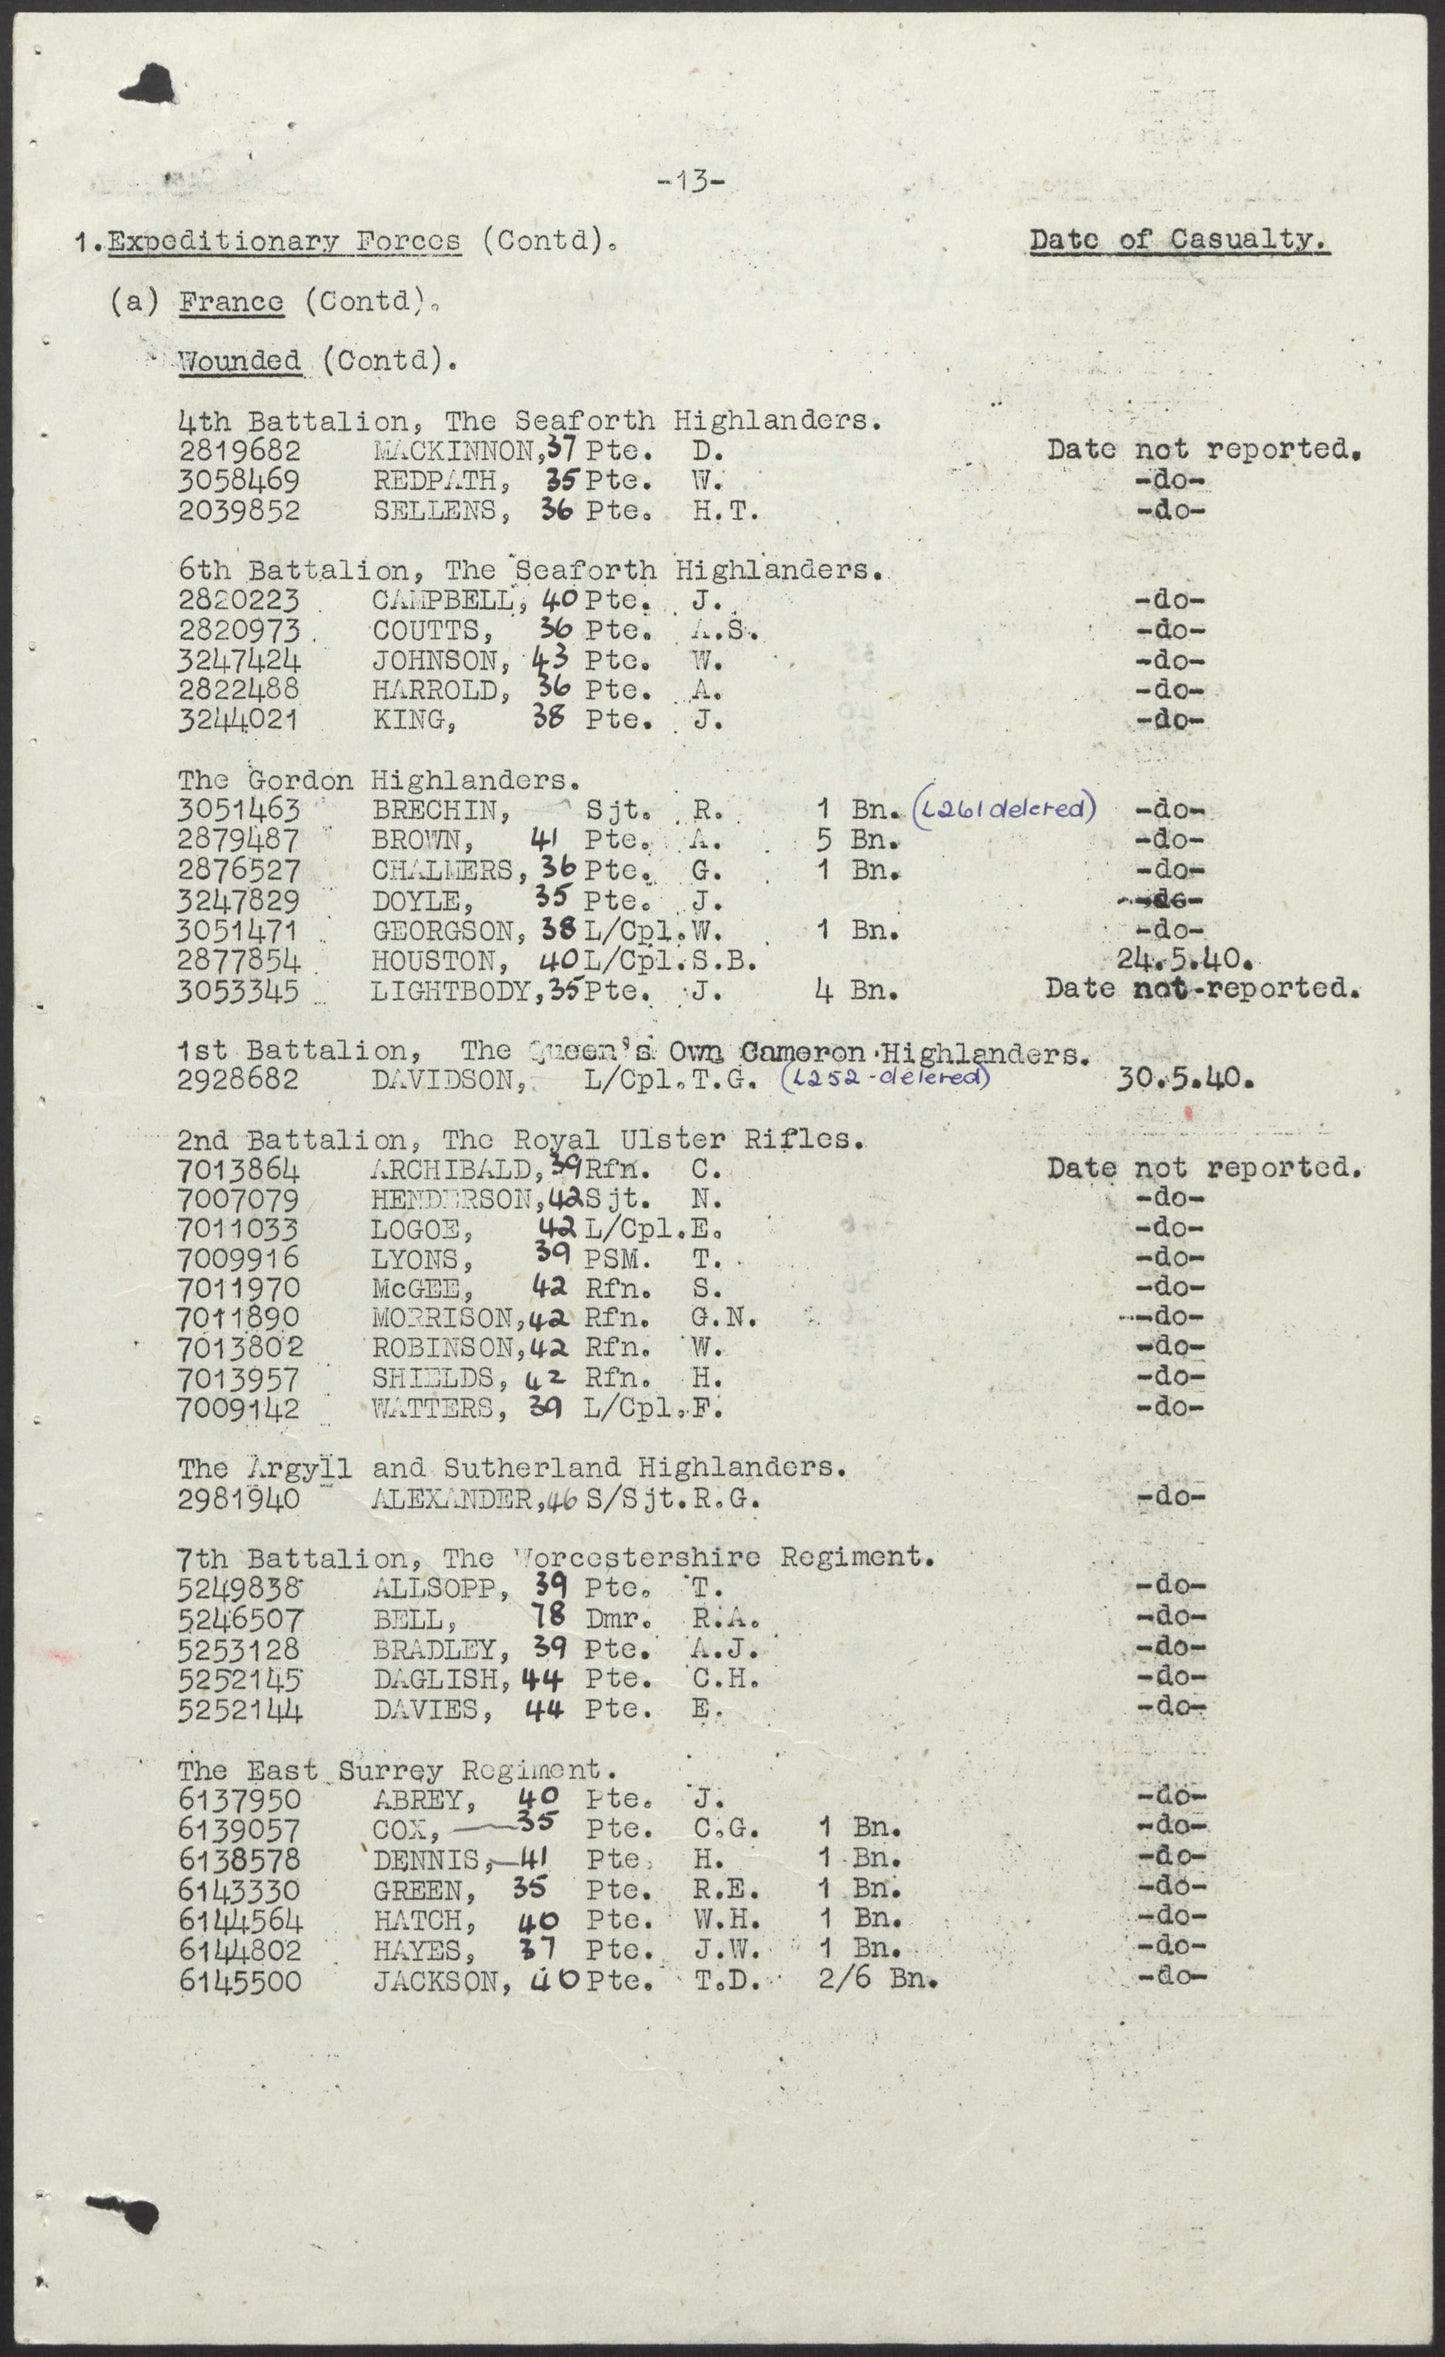 -13-
1.Expeditionary Forces (Contd). Date of Casualty.
(a) France (Contd).
Wounded (Contd).
4th Battalion, The Seaforth Highlanders.
2819682 MACKINNON, 37 Pte. D. Date not reported.
3058469 REDPATH, 35 Pte. W. -do-
2039852 SELLENS, 36 Pte. H.T. -do-
6th Battalion, The Seaforth Highlanders.
2820223 CAMPBELL, 40 Pte. J. -do-
2820973 COUTTS, 36 Pte. A.S. -do-
3247424 JOHNSON, 43 Pte. W. -do-
2822488 HARROLD, 36 Pte. A. -do-
3244021 KING, 38 Pte. J. -do-
The Gordon Highlanders.
3051463 BRECHIN, Sjt. R. 1 Bn. (L261 deleted) -do-
2879487 BROWN, 41 Pte. A. 5 Bn. -do-
2876527 CHALMERS, 36 Pte. G. 1 Bn. -do-
3247829 DOYLE, 35 Pte. J. -do-
3051471 GEORGSON, 38 L/Cpl. W. 1 Bn. -do-
2877854 HOUSTON, 40 L/Cpl. S.B. 24.5.40.
3053345 LIGHTBODY, 35 Pte. J. 4 Bn. Date not reported.
1st Battalion, The Queen's Own Cameron Highlanders.
2928682 DAVIDSON, L/Cpl. T.G. (L252 - deleted) 30.5.40.
2nd Battalion, The Royal Ulster Rifles.
7013864 ARCHIBALD, 39 Rfn. C. Date not reported.
7007079 HENDERSON, 42 Sjt. N. -do-
7011033 LOGOE, 42 L/Cpl. E. -do-
7009916 LYONS, 39 PSM. T. -do-
7011970 McGEE, 42 Rfn. S. -do-
7011890 MORRISON, 42 Rfn. G.N. -do-
7013802 ROBINSON, 42 Rfn. W. -do-
7013957 SHIELDS, 42 Rfn. H. -do-
7009142 WATTERS, 39 L/Cpl. F. -do-
The Argyll and Sutherland Highlanders.
2981940 ALEXANDER, 46 S/Sjt. R.G. -do-
7th Battalion, The Worcestershire Regiment.
5249838 ALLSOPP, 39 Pte. T. -do-
5246507 BELL, 78 Dmr. R.A. -do-
5253128 BRADLEY, 39 Pte. A.J. -do-
5252145 DAGLISH, 44 Pte. C.H. -do-
5252144 DAVIES, 44 Pte. E. -do-
The East Surrey Regiment.
6137950 ABREY, 40 Pte. J. -do-
6139057 COX, 35 Pte. C.G. 1 Bn. -do-
6138578 DENNIS, 41 Pte. H. 1 Bn. -do-
6143330 GREEN, 35 Pte. R.E. 1 Bn. -do-
6144564 HATCH, 40 Pte. W.H. 1 Bn. -do-
6144802 HAYES, 37 Pte. J.W. 1 Bn. -do-
6145500 JACKSON, 40 Pte. T.D. 2/6 Bn. -do-